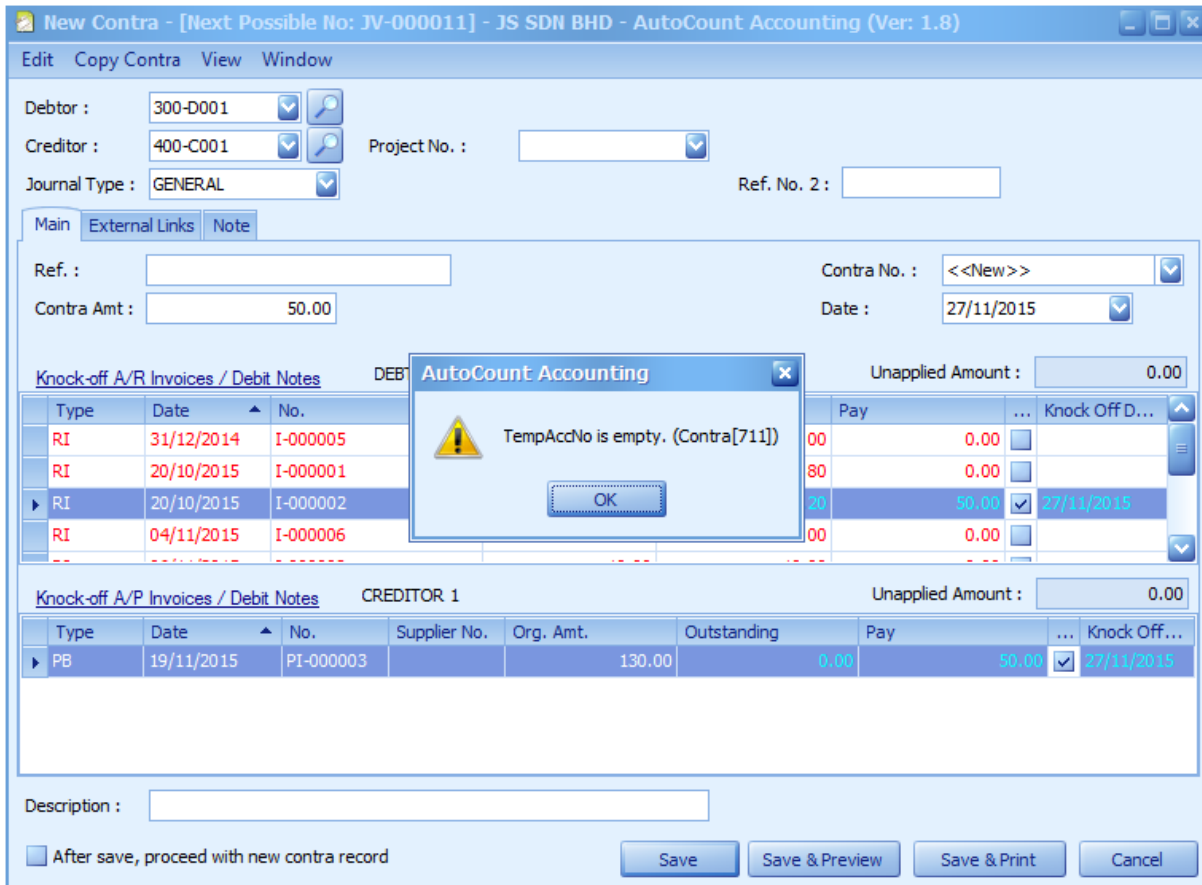 New Contra - [Next Possible No: JV-000011] - JS SDN BHD - AutoCount Accounting (Ver: 1.8)
Edit Copy Contra View Window
Debtor : 300-D001
Creditor : 400-C001 Project No. :
Journal Type : GENERAL Ref. No. 2 :
Main External Links Note
Ref. : Contra No. : <<New>>
Contra Amt : 50.00 Date : 27/11/2015
Knock-off A/R Invoices / Debit Notes DEBT Unapplied Amount : 0.00
AutoCount Accounting
TempAccNo is empty. (Contra[711])
OK
Type Date No. Pay ... Knock Off D...
RI 31/12/2014 I-000005 00 0.00
RI 20/10/2015 I-000001 80 0.00
RI 20/10/2015 I-000002 20 50.00 27/11/2015
RI 04/11/2015 I-000006 00 0.00
Knock-off A/P Invoices / Debit Notes CREDITOR 1 Unapplied Amount : 0.00
Type Date No. Supplier No. Org. Amt. Outstanding Pay ... Knock Off...
PB 19/11/2015 PI-000003 130.00 0.00 50.00 27/11/2015
Description :
After save, proceed with new contra record Save Save & Preview Save & Print Cancel